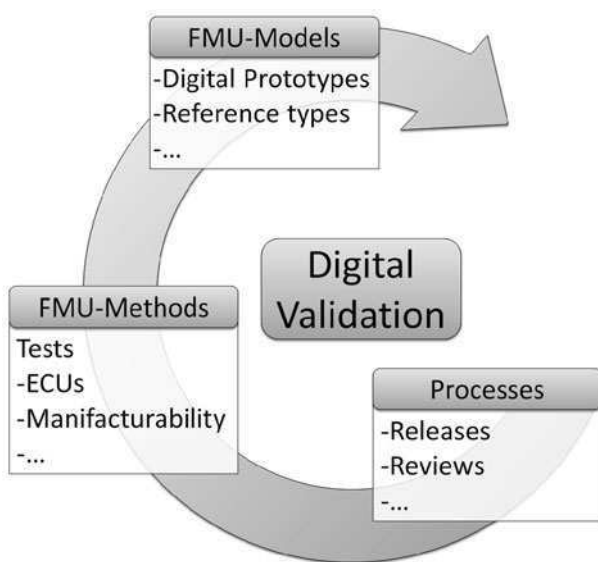 FMU-Models
-Digital Prototypes
-Reference types
-...
Digital
Validation
FMU-Methods
Tests
-ECUs
-Manifacturability
-...
Processes
-Releases
-Reviews
-...